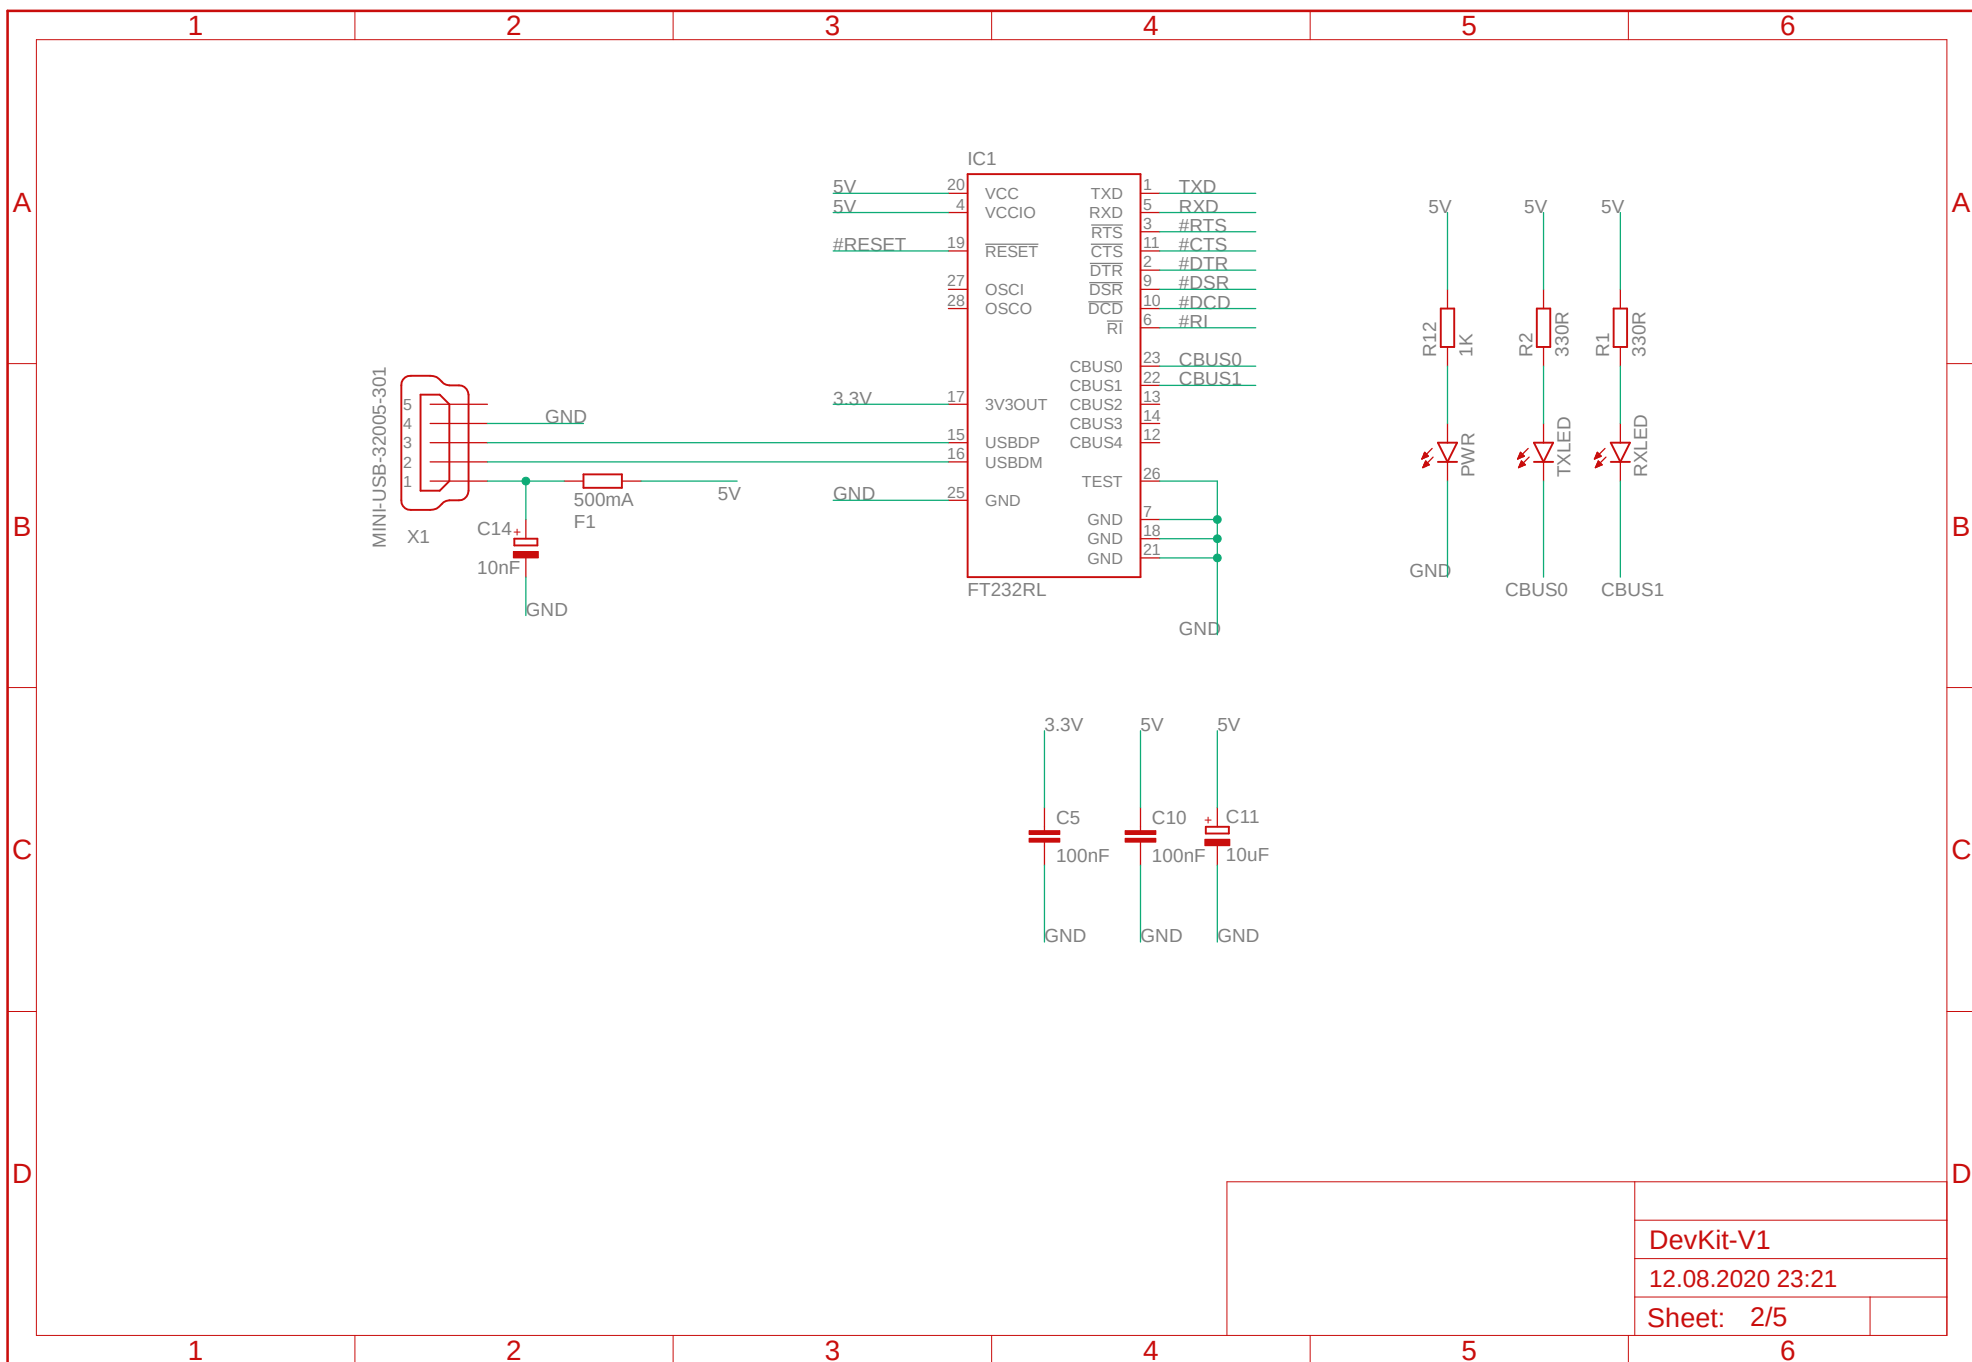 1 2 3 4 5 6
A A
B B
C C
D D
1 2 3 4 5 6
MINI-USB-32005-301
5
4
3
2
1
X1
GND
500mA
F1
5V
C14
+
10nF
GND
IC1
5V 20 VCC
5V 4 VCCIO
#RESET 19 RESET
27 OSCI
28 OSCO
3.3V 17 3V3OUT
15 USBDP
16 USBDM
GND 25 GND
TXD 1 TXD
RXD 5 RXD
RTS 3 #RTS
CTS 11 #CTS
DTR 2 #DTR
DSR 9 #DSR
DCD 10 #DCD
RI 6 #RI
CBUS0 23 CBUS0
CBUS1 22 CBUS1
CBUS2 13
CBUS3 14
CBUS4 12
TEST 26
GND 7
GND 18
GND 21
FT232RL
GND
5V
R12
1K
PWR
GND
5V
R2
330R
TXLED
CBUS0
5V
R1
330R
RXLED
CBUS1
3.3V
C5
100nF
GND
5V
C10
100nF
GND
5V
+
C11
10uF
GND
DevKit-V1
12.08.2020 23:21
Sheet: 2/5